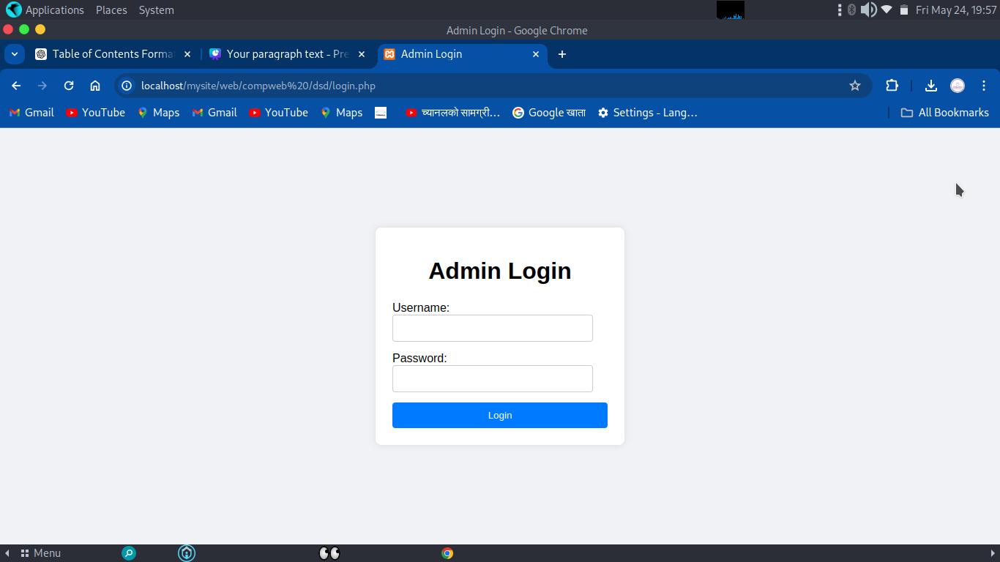 Applications Places System Fri May 24, 19:57
Admin Login - Google Chrome
Table of Contents Forma Your paragraph text - Pre Admin Login
localhost/mysite/web/compweb%20/dsd/login.php
Gmail YouTube Maps Gmail YouTube Maps च्यानलको सामग्री... Google खाता Settings - Lang... All Bookmarks
Admin Login
Username:
Password:
Login
Menu